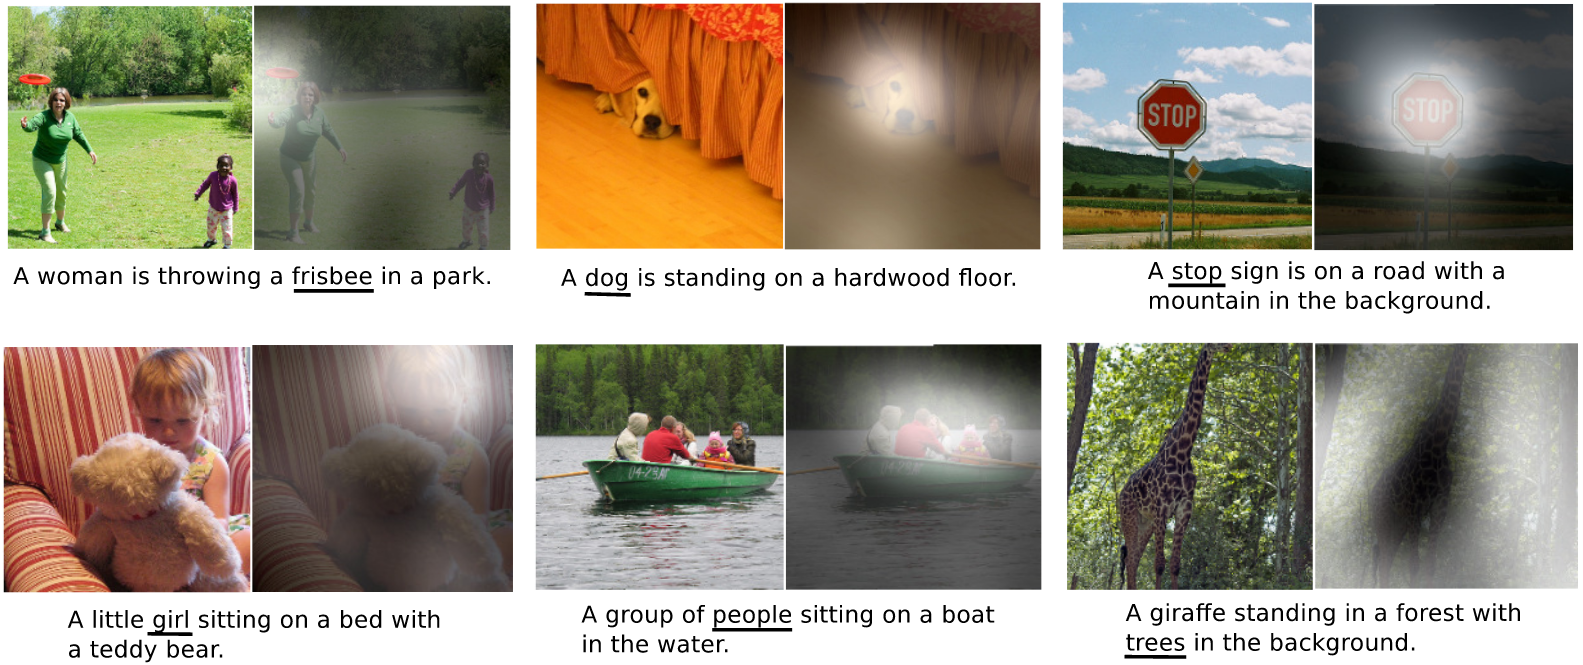 STOP
STOP
A woman is throwing a frisbee in a park.
A dog is standing on a hardwood floor.
A stop sign is on a road with a
mountain in the background.
A little girl sitting on a bed with
a teddy bear.
A group of people sitting on a boat
in the water.
A giraffe standing in a forest with
trees in the background.